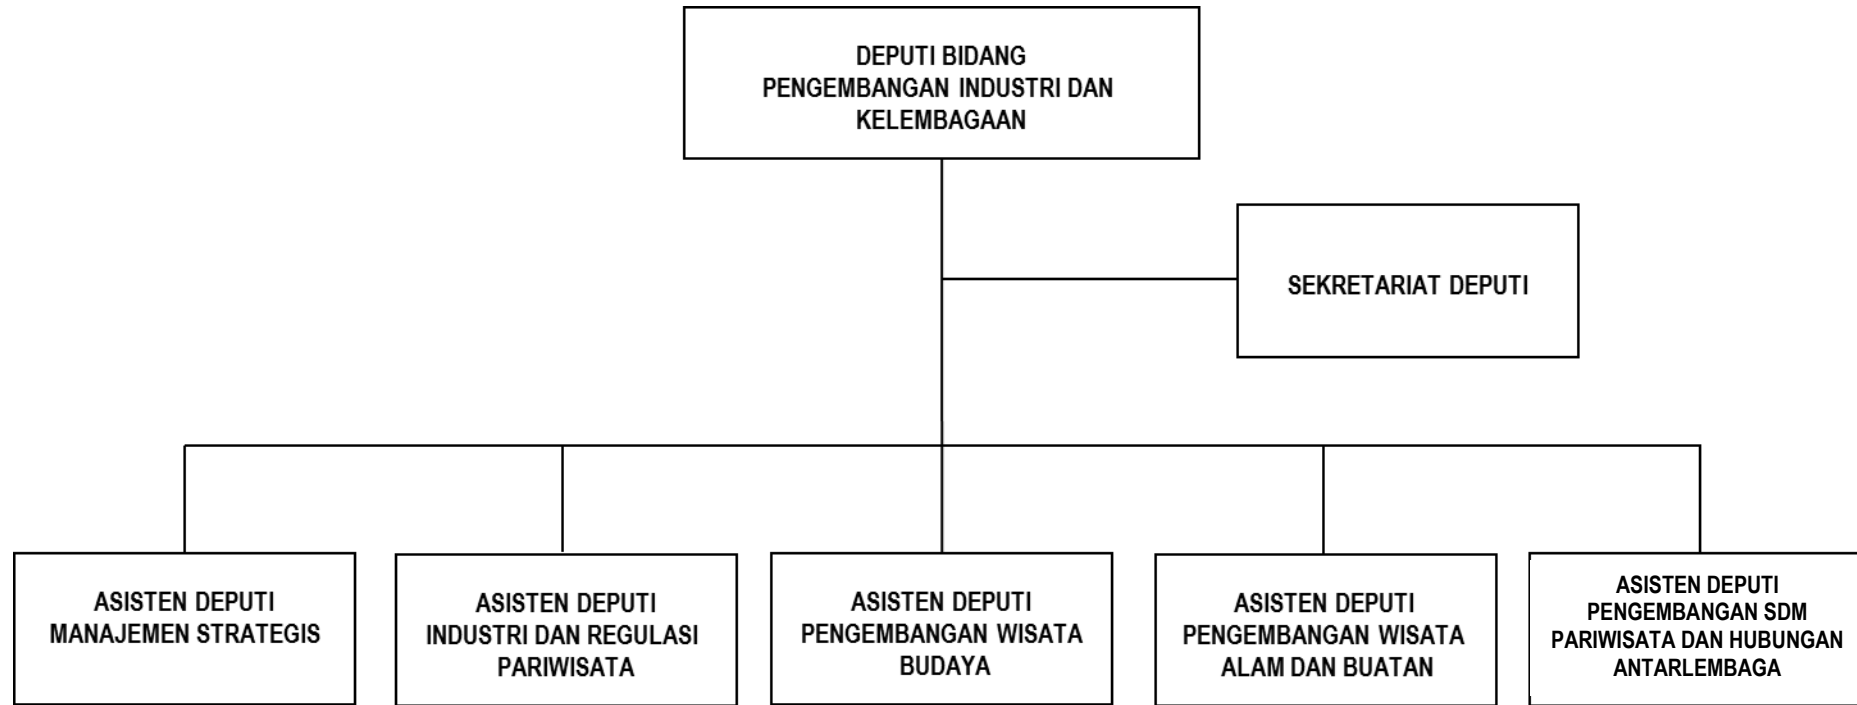 DEPUTI BIDANG
PENGEMBANGAN INDUSTRI DAN
KELEMBAGAAN
SEKRETARIAT DEPUTI
ASISTEN DEPUTI
MANAJEMEN STRATEGIS
ASISTEN DEPUTI
INDUSTRI DAN REGULASI
PARIWISATA
ASISTEN DEPUTI
PENGEMBANGAN WISATA
BUDAYA
ASISTEN DEPUTI
PENGEMBANGAN WISATA
ALAM DAN BUATAN
ASISTEN DEPUTI
PENGEMBANGAN SDM
PARIWISATA DAN HUBUNGAN
ANTARLEMBAGA